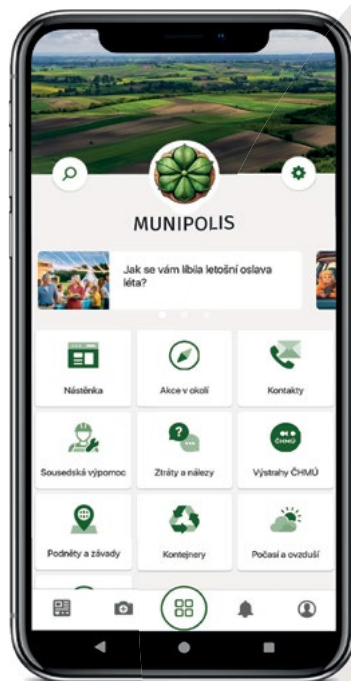 MUNIPOLIS
Jak se vám líbila letošní oslava
léta?
Nástěnka
Akce v okolí
Kontakty
Sousedská výpomoc
Ztráty a nálezy
ČHMÚ
Výstrahy ČHMÚ
Podněty a závady
Kontejnery
Počasí a ovzduší